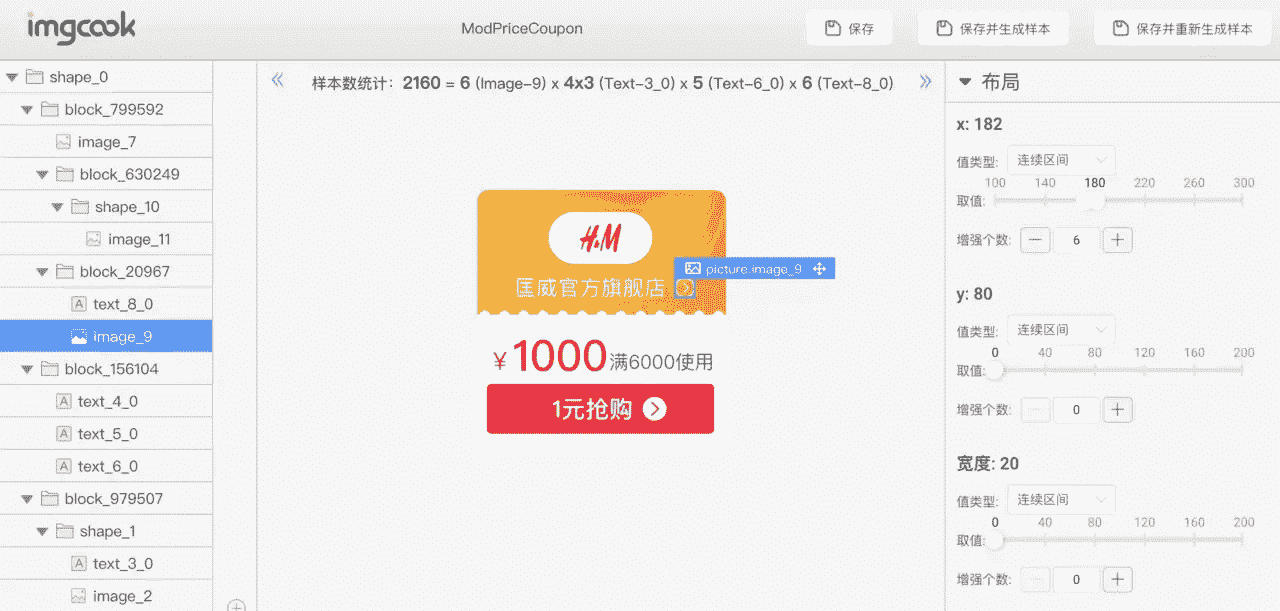 imgcook
ModPriceCoupon
保存
保存并生成样本
保存并重新生成样本
shape_0
block_799592
image_7
block_630249
shape_10
image_11
block_20967
text_8_0
image_9
block_156104
text_4_0
text_5_0
text_6_0
block_979507
shape_1
text_3_0
image_2
样本数统计：2160 = 6 (Image-9) x 4x3 (Text-3_0) x 5 (Text-6_0) x 6 (Text-8_0)
H&M
picture.image_9
匡威官方旗舰店
¥1000满6000使用
1元抢购
布局
x: 182
值类型: 连续区间
100 140 180 220 260 300
取值:
增强个数: 6
y: 80
值类型: 连续区间
0 40 80 120 160 200
取值:
增强个数: 0
宽度: 20
值类型: 连续区间
0 40 80 120 160 200
取值:
增强个数: 0